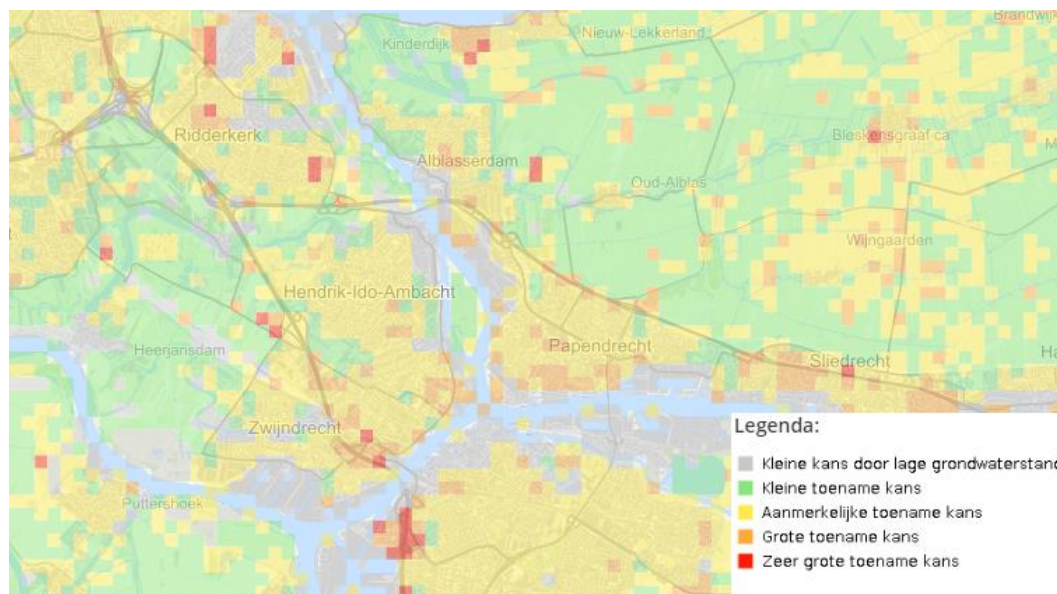 Brandwijk
Nieuw-Lekkerland
Kinderdijk
Ridderkerk
Bleskensgraaf ca
Alblasserdam
Oud-Alblas
Wijngaarden
Hendrik-Ido-Ambacht
Heerjansdam
Papendrecht
Sliedrecht
Ha
Zwijndrecht
Puttershoek
Legenda:
Kleine kans door lage grondwaterstand
Kleine toename kans
Aanmerkelijke toename kans
Grote toename kans
Zeer grote toename kans